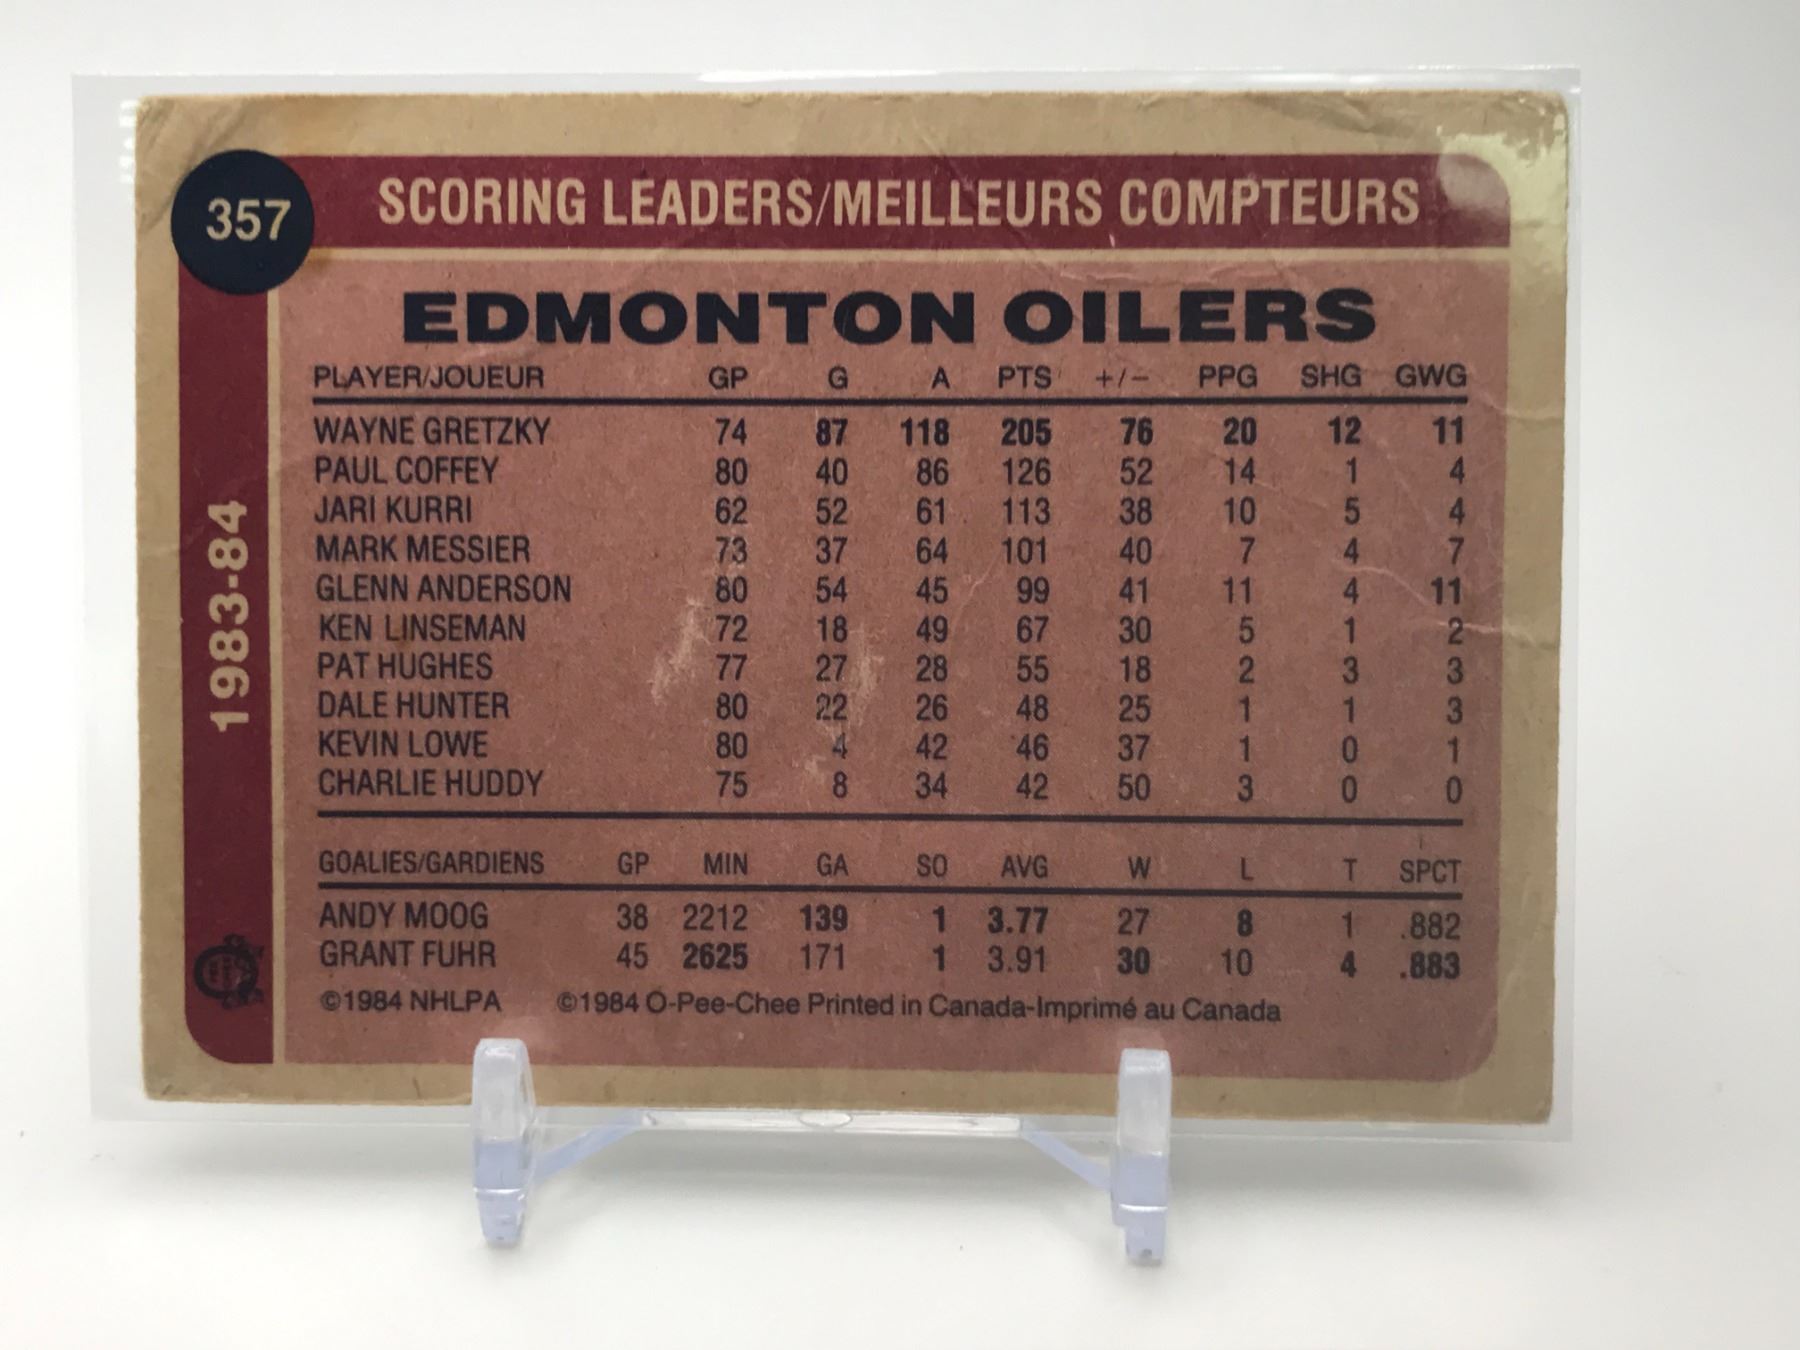 357
SCORING LEADERS/MEILLEURS COMPTEURS
1983-84
EDMONTON OILERS
PLAYER/JOUEUR GP G A PTS +/- PPG SHG GWG
WAYNE GRETZKY 74 87 118 205 76 20 12 11
PAUL COFFEY 80 40 86 126 52 14 1 4
JARI KURRI 62 52 61 113 38 10 5 4
MARK MESSIER 73 37 64 101 40 7 4 7
GLENN ANDERSON 80 54 45 99 41 11 4 11
KEN LINSEMAN 72 18 49 67 30 5 1 2
PAT HUGHES 77 27 28 55 18 2 3 3
DALE HUNTER 80 22 26 48 25 1 1 3
KEVIN LOWE 80 4 42 46 37 1 0 1
CHARLIE HUDDY 75 8 34 42 50 3 0 0
GOALIES/GARDIENS GP MIN GA SO AVG W L T SPCT
ANDY MOOG 38 2212 139 1 3.77 27 8 1 .882
GRANT FUHR 45 2625 171 1 3.91 30 10 4 .883
©1984 NHLPA ©1984 O-Pee-Chee Printed in Canada-Imprimé au Canada